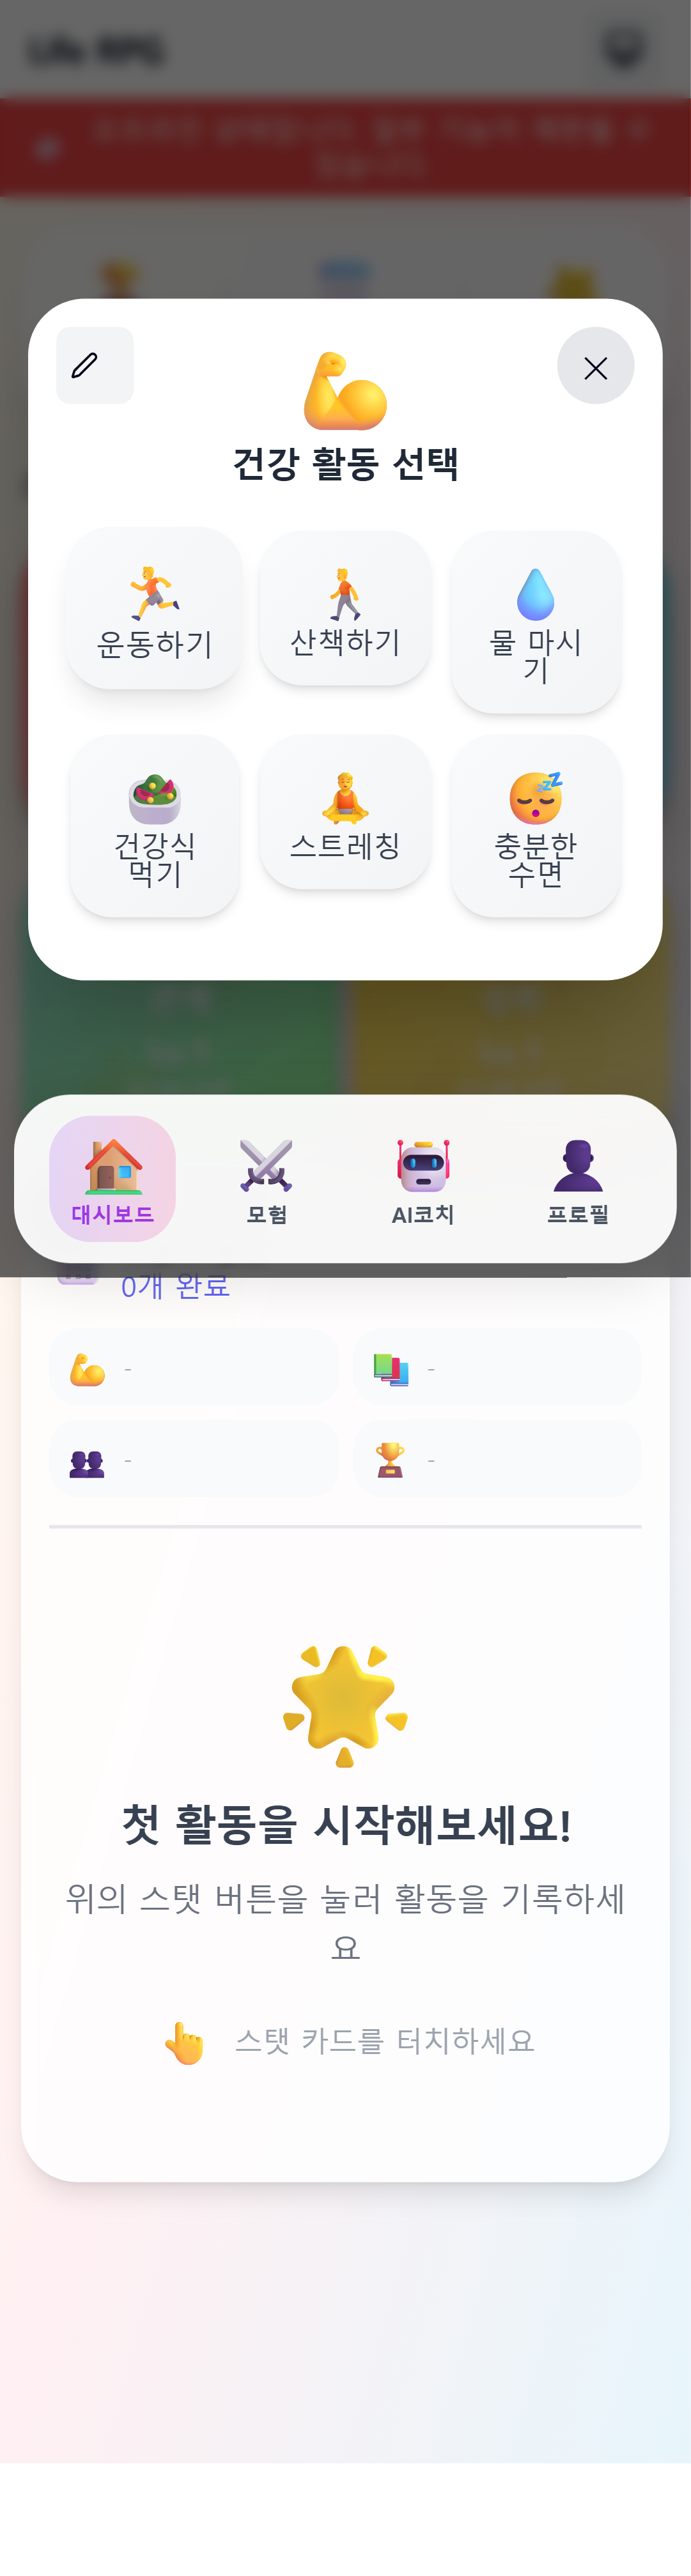 Life RPG
건강 활동 선택
운동하기
산책하기
물 마시
기
건강식
먹기
스트레칭
충분한
수면
대시보드
모험
AI코치
프로필
0개 완료
-
-
-
-
첫 활동을 시작해보세요!
위의 스탯 버튼을 눌러 활동을 기록하세
요
스탯 카드를 터치하세요